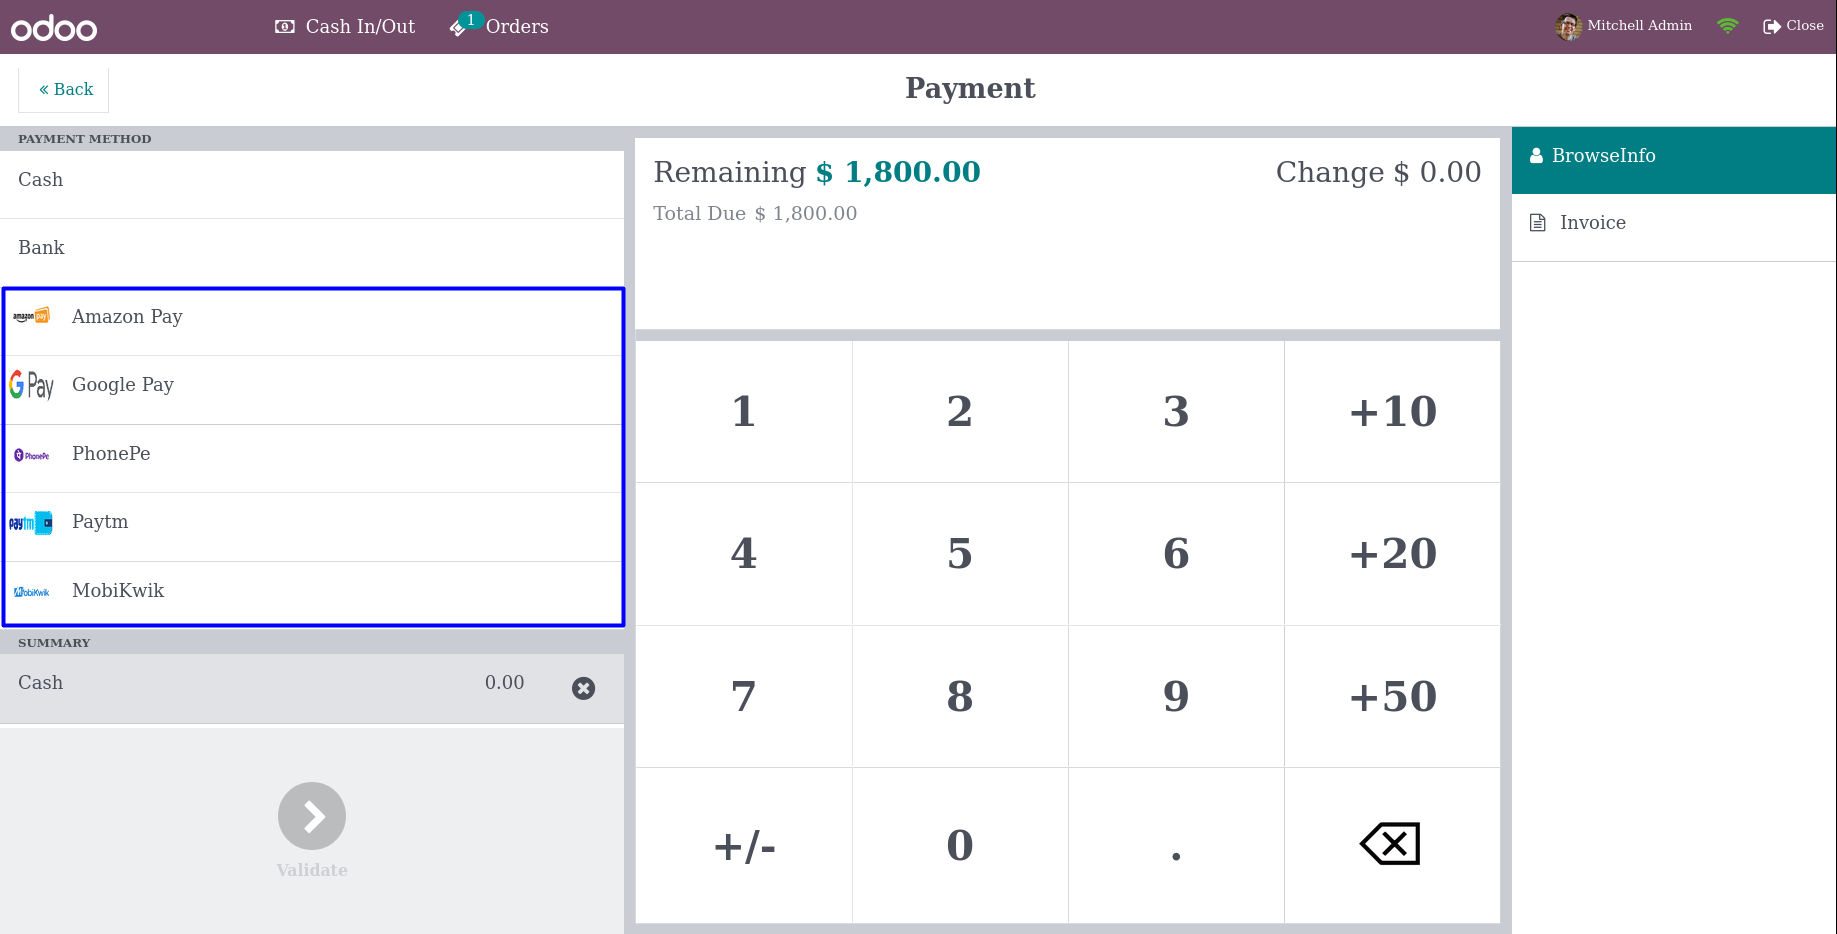 odoo
Cash In/Out
1
Orders
Mitchell Admin
Close
« Back
Payment
PAYMENT METHOD
Cash
Bank
amazon pay Amazon Pay
G Pay Google Pay
PhonePe PhonePe
paytm Paytm
MobiKwik MobiKwik
SUMMARY
Cash 0.00
Validate
Remaining $ 1,800.00 Change $ 0.00
Total Due $ 1,800.00
1 2 3 +10
4 5 6 +20
7 8 9 +50
+/- 0 .
BrowseInfo
Invoice